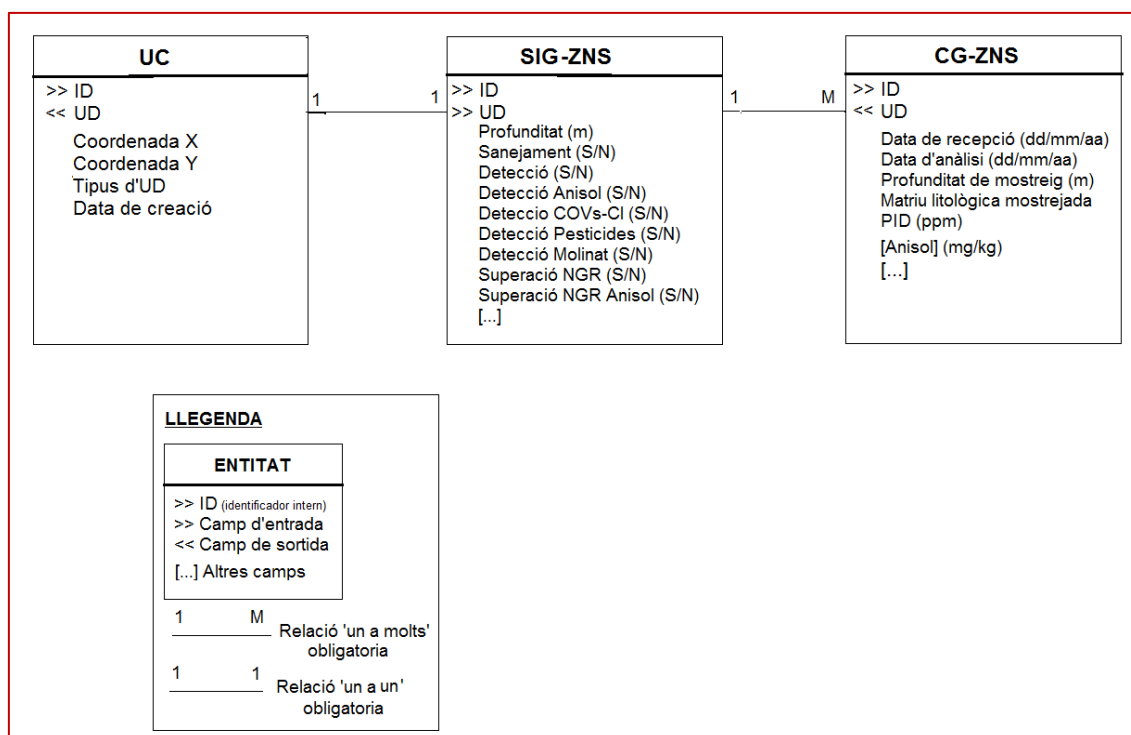 UC
>> ID
<< UD
Coordenada X
Coordenada Y
Tipus d'UD
Data de creació
1
1
SIG-ZNS
>> ID
>> UD
Profunditat (m)
Sanejament (S/N)
Detecció (S/N)
Detecció Anisol (S/N)
Deteccio COVs-Cl (S/N)
Detecció Pesticides (S/N)
Detecció Molinat (S/N)
Superació NGR (S/N)
Superació NGR Anisol (S/N)
[...]
1
M
CG-ZNS
>> ID
<< UD
Data de recepció (dd/mm/aa)
Data d'anàlisi (dd/mm/aa)
Profunditat de mostreig (m)
Matriu litològica mostrejada
PID (ppm)
[Anisol] (mg/kg)
[...]
LLEGENDA
ENTITAT
>> ID (identificador intern)
>> Camp d'entrada
<< Camp de sortida
[...] Altres camps
1 M
Relació 'un a molts'
obligatoria
1 1
Relació 'un a un'
obligatoria